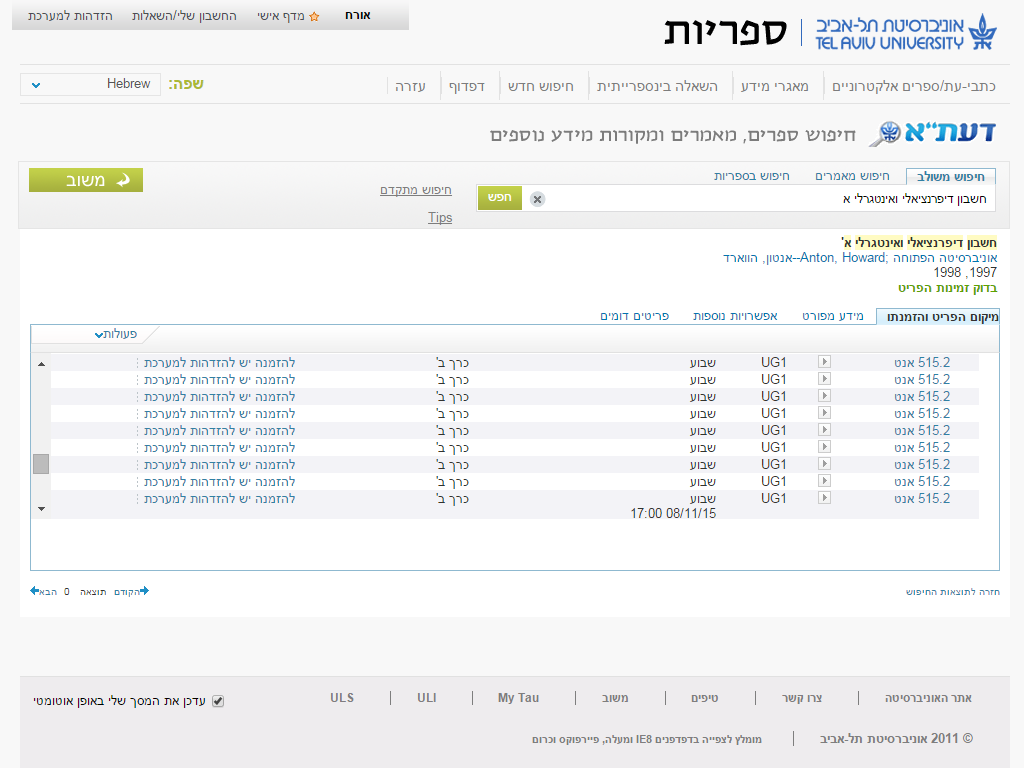 אורח
מדף אישי
החשבון שלי/השאלות
הזדהות למערכת
אוניברסיטת תל-אביב
TEL AVIV UNIVERSITY
ספריות
כתבי-עת/ספרים אלקטרוניים
מאגרי מידע
השאלה בינספרייתית
חיפוש חדש
דפדוף
עזרה
שפה:
Hebrew
דעת"א
חיפוש ספרים, מאמרים ומקורות מידע נוספים
חיפוש משולב
חיפוש מאמרים
חיפוש בספריות
חשבון דיפרנציאלי ואינטגרלי א
חפש
חיפוש מתקדם
Tips
משוב
חשבון דיפרנציאלי ואינטגרלי א'
אנטון, הווארד--Anton, Howard; אוניברסיטה הפתוחה
1998 ,1997
בדוק זמינות הפריט
מיקום הפריט והזמנתו
מידע מפורט
אפשרויות נוספות
פריטים דומים
פעולות
515.2 אנט UG1 שבוע כרך ב' להזמנה יש להזדהות למערכת
515.2 אנט UG1 שבוע כרך ב' להזמנה יש להזדהות למערכת
515.2 אנט UG1 שבוע כרך ב' להזמנה יש להזדהות למערכת
515.2 אנט UG1 שבוע כרך ב' להזמנה יש להזדהות למערכת
515.2 אנט UG1 שבוע כרך ב' להזמנה יש להזדהות למערכת
515.2 אנט UG1 שבוע כרך ב' להזמנה יש להזדהות למערכת
515.2 אנט UG1 שבוע כרך ב' להזמנה יש להזדהות למערכת
515.2 אנט UG1 שבוע כרך ב' להזמנה יש להזדהות למערכת
515.2 אנט UG1 שבוע כרך ב' להזמנה יש להזדהות למערכת
08/11/15 17:00
חזרה לתוצאות החיפוש
הקודם תוצאה 0 הבא
אתר האוניברסיטה
צרו קשר
טיפים
משוב
My Tau
ULI
ULS
עדכן את המסך שלי באופן אוטומטי
© 2011 אוניברסיטת תל-אביב
מומלץ לצפייה בדפדפנים IE8 ומעלה, פיירפוקס וכרום